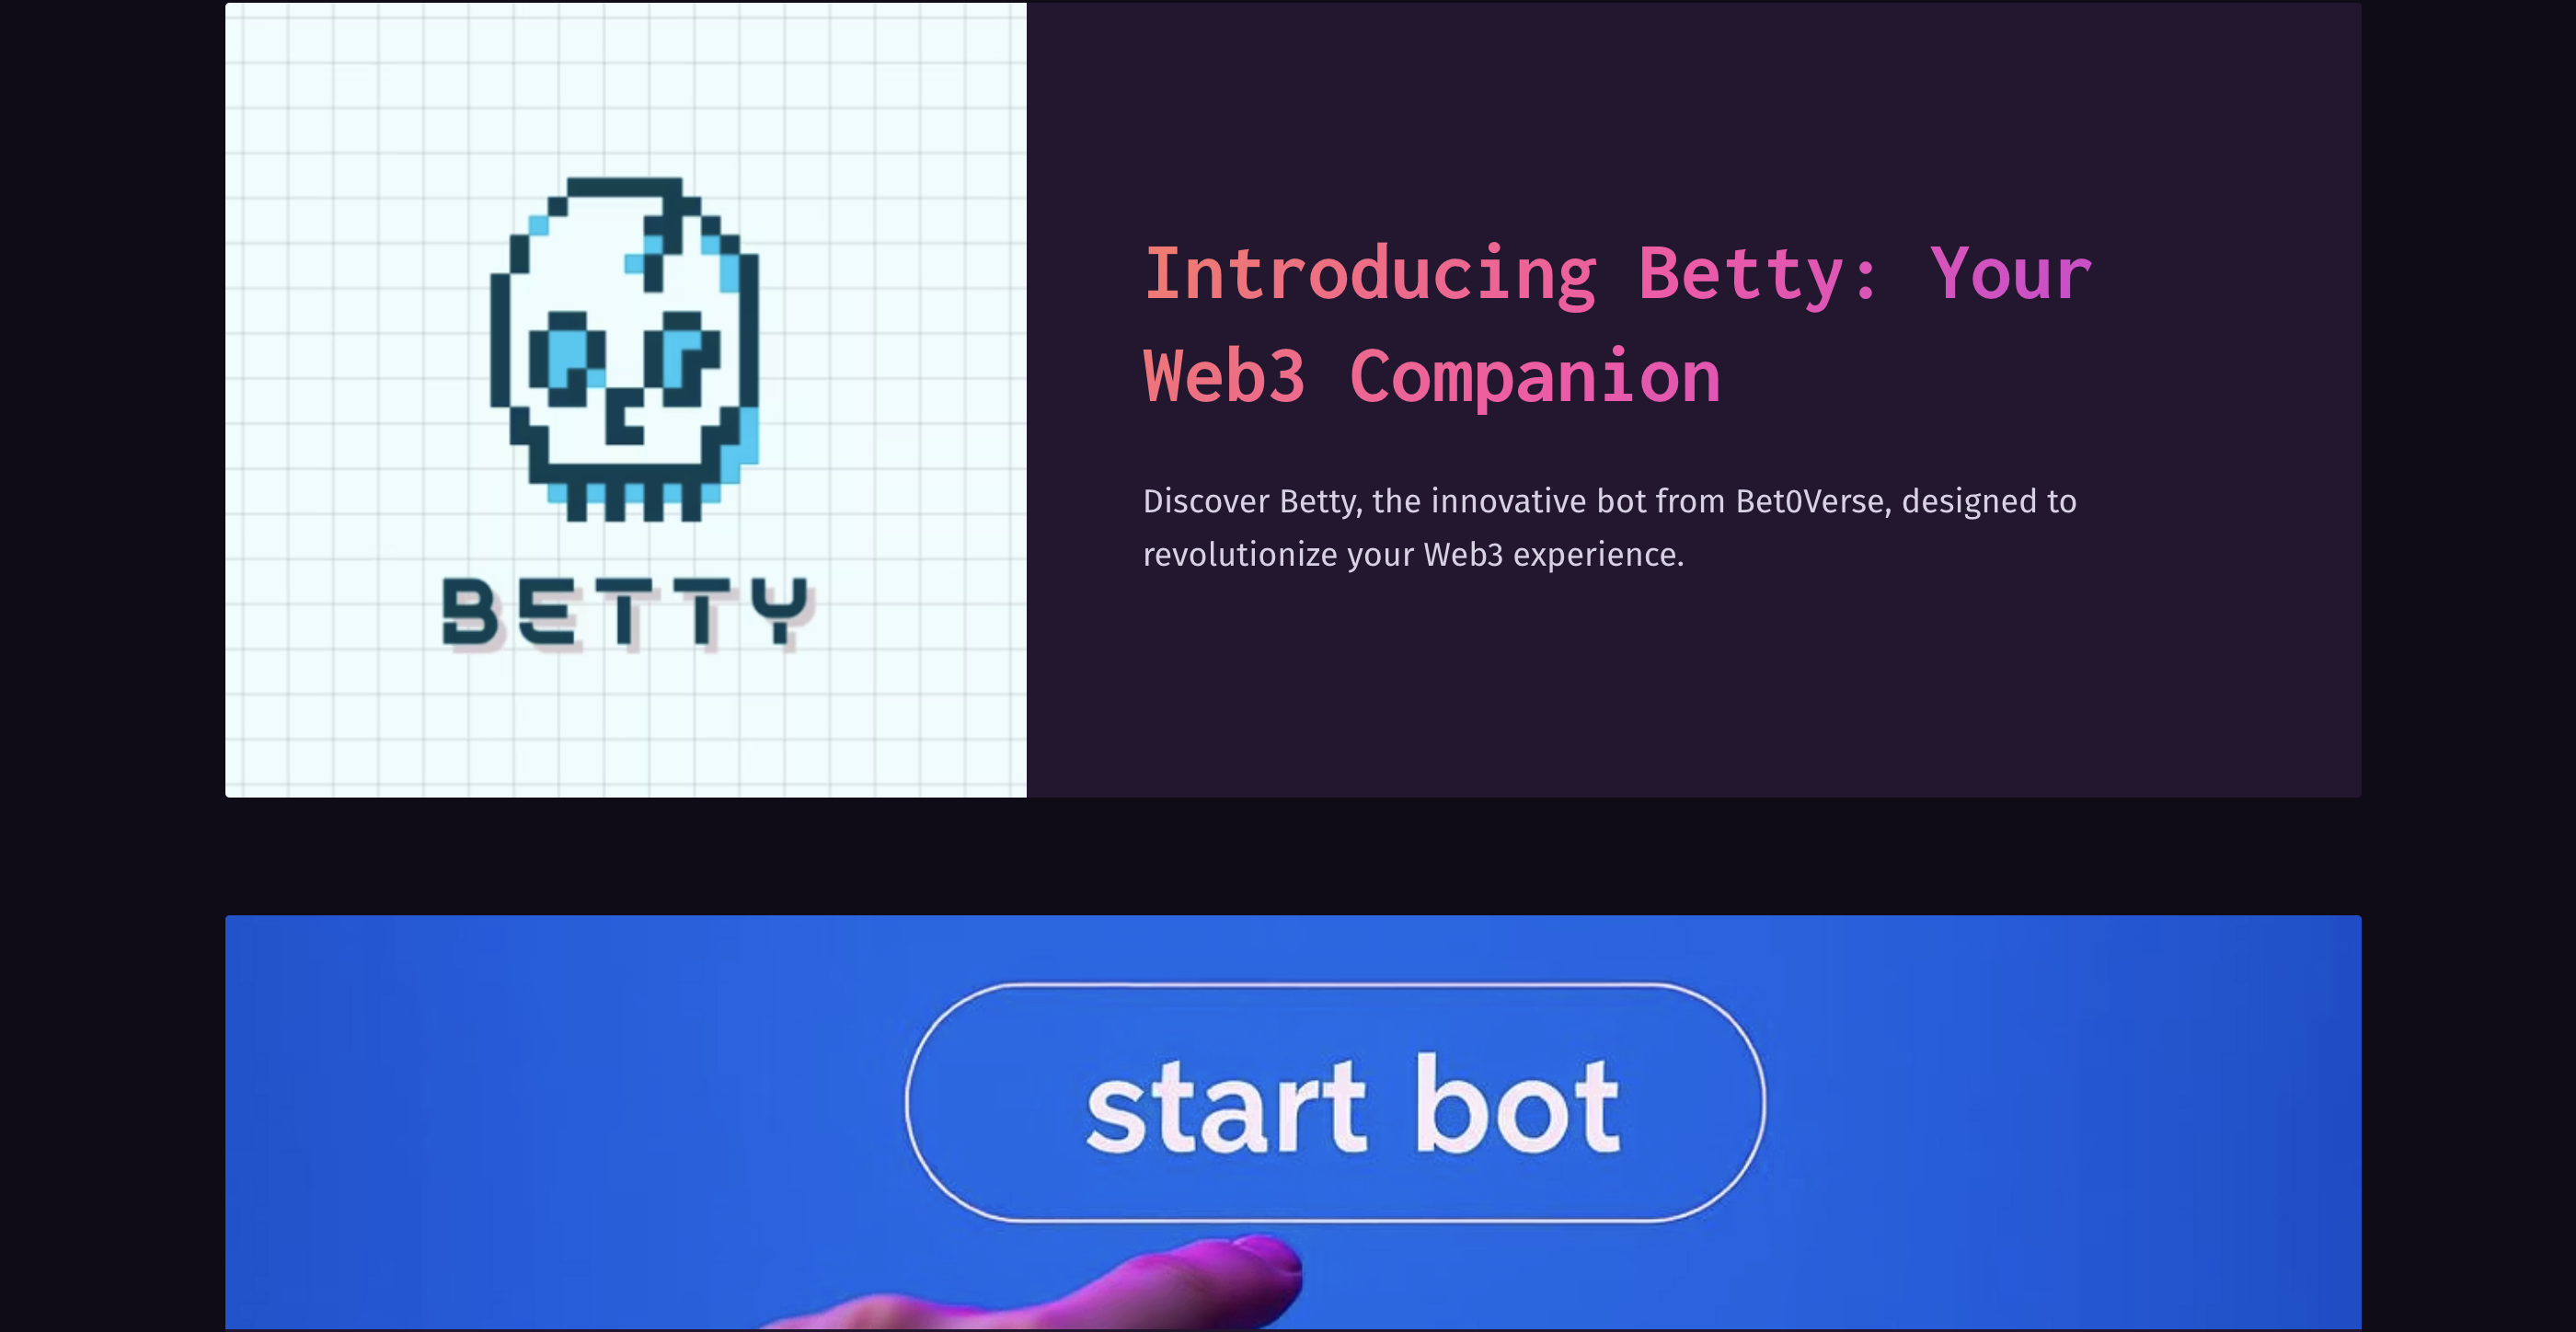 BETTY
Introducing Betty: Your
Web3 Companion
Discover Betty, the innovative bot from Bet0Verse, designed to
revolutionize your Web3 experience.
start bot